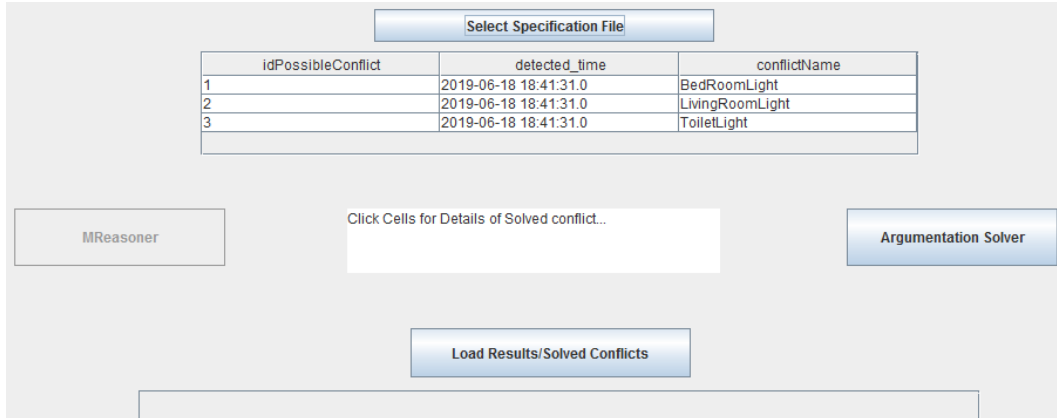 Select Specification File
idPossibleConflict detected_time conflictName
1 2019-06-18 18:41:31.0 BedRoomLight
2 2019-06-18 18:41:31.0 LivingRoomLight
3 2019-06-18 18:41:31.0 ToiletLight
MReasoner
Click Cells for Details of Solved conflict...
Argumentation Solver
Load Results/Solved Conflicts